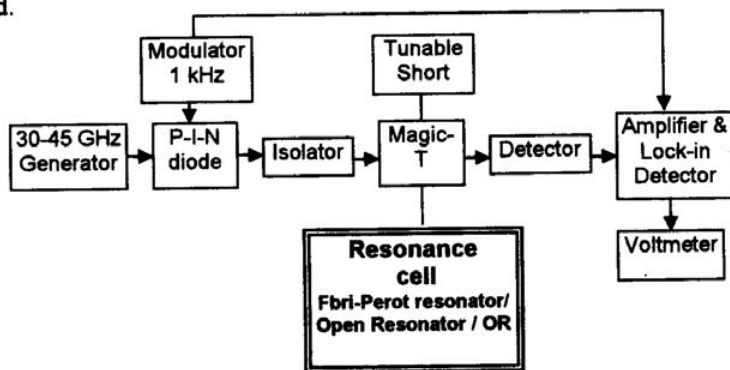 d.
Modulator
1 kHz
Tunable
Short
30-45 GHz
Generator
P-I-N
diode
Isolator
Magic-
T
Detector
Amplifier &
Lock-in
Detector
Voltmeter
Resonance
cell
Fbri-Perot resonator/
Open Resonator / OR